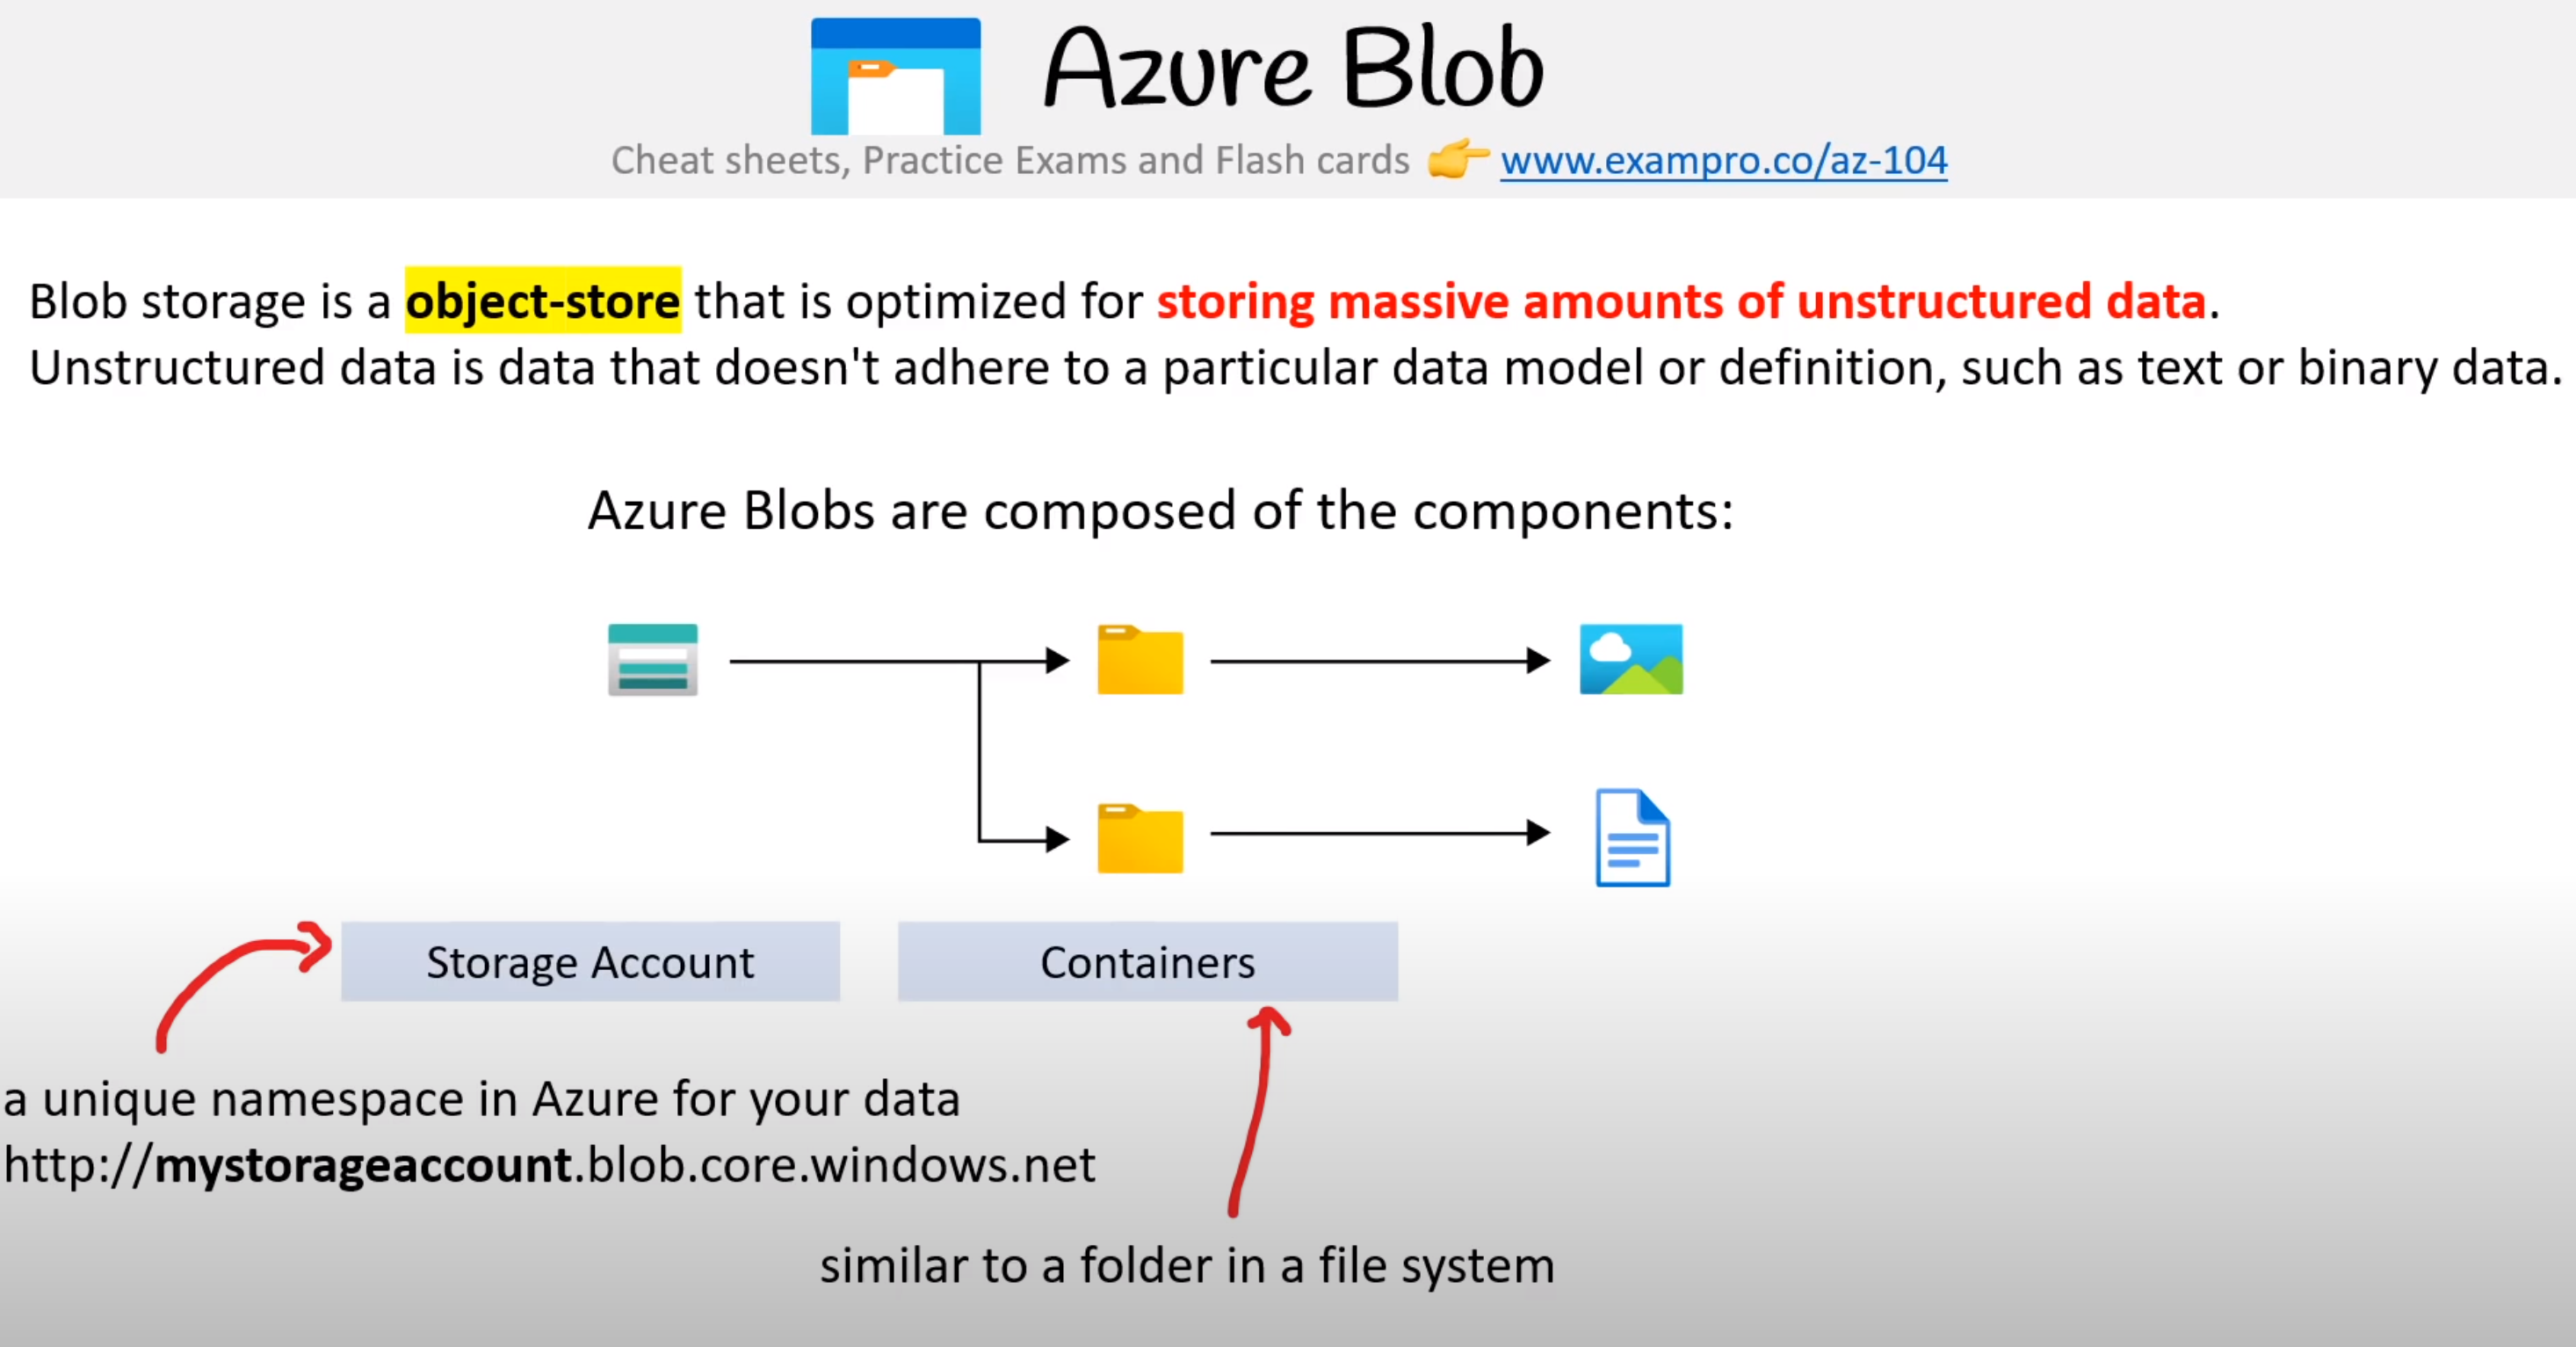 Azure Blob
Cheat sheets, Practice Exams and Flash cards 👉 www.exampro.co/az-104
Blob storage is a object-store that is optimized for storing massive amounts of unstructured data.
Unstructured data is data that doesn't adhere to a particular data model or definition, such as text or binary data.
Azure Blobs are composed of the components:
Storage Account
Containers
a unique namespace in Azure for your data
http://mystorageaccount.blob.core.windows.net
similar to a folder in a file system